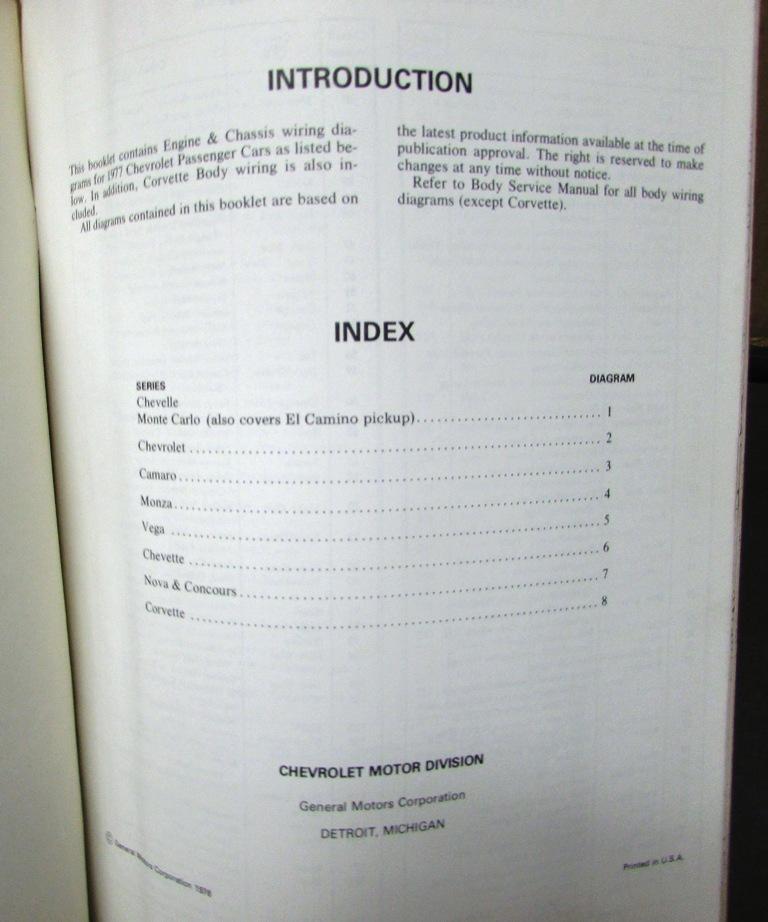 INTRODUCTION
This booklet contains Engine & Chassis wiring dia-
grams for 1977 Chevrolet Passenger Cars as listed be-
low. In addition, Corvette Body wiring is also in-
cluded.
All diagrams contained in this booklet are based on
the latest product information available at the time of
publication approval. The right is reserved to make
changes at any time without notice.
Refer to Body Service Manual for all body wiring
diagrams (except Corvette).
INDEX
SERIES DIAGRAM
Chevelle
Monte Carlo (also covers El Camino pickup) 1
Chevrolet 2
Camaro 3
Monza 4
Vega 5
Chevette 6
Nova & Concours 7
Corvette 8
CHEVROLET MOTOR DIVISION
General Motors Corporation
DETROIT, MICHIGAN
© General Motors Corporation 1976
Printed in U.S.A.